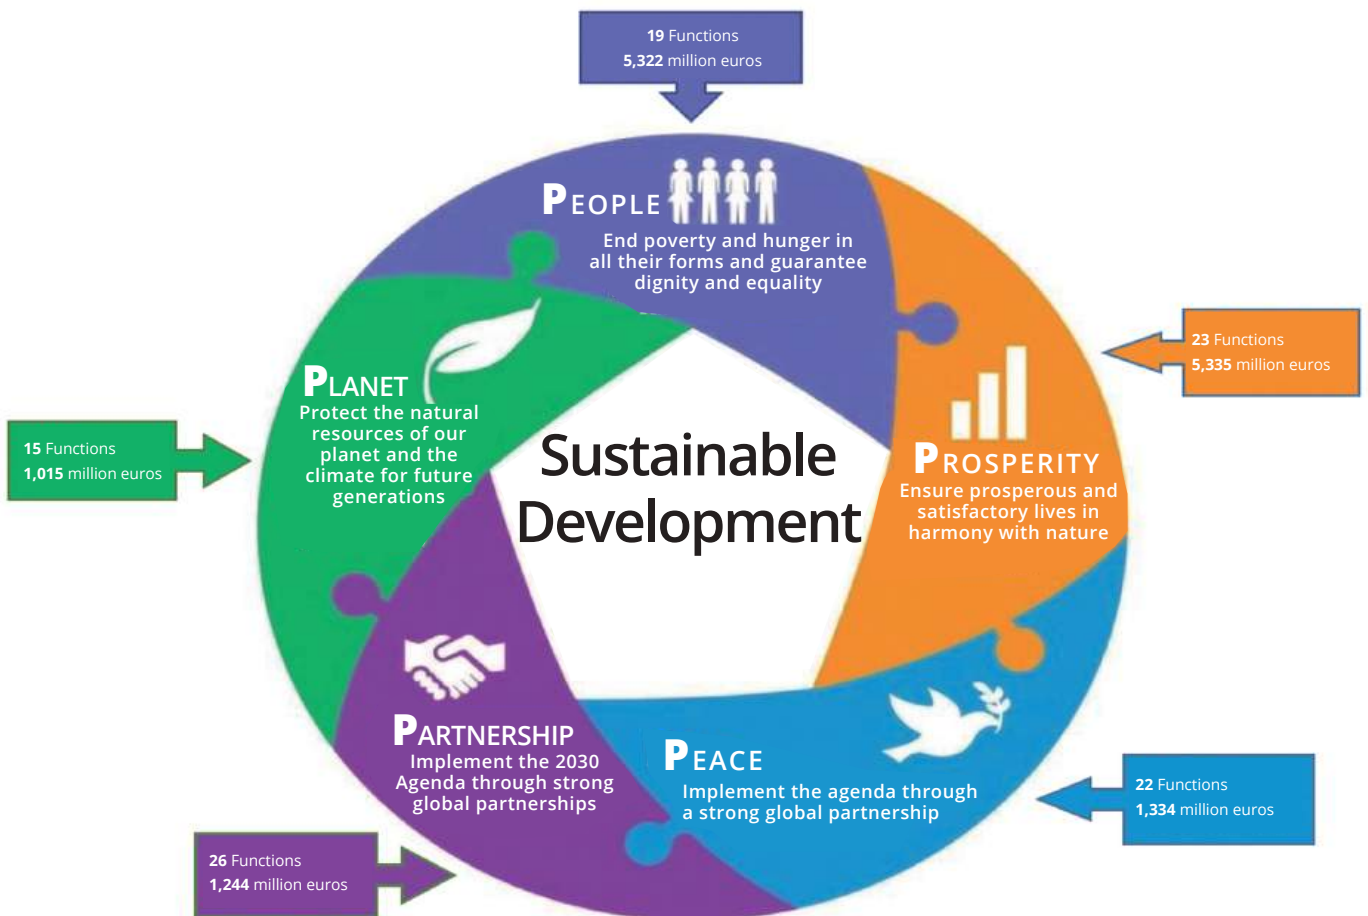 19 Functions
5,322 million euros
PEOPLE
End poverty and hunger in
all their forms and guarantee
dignity and equality
23 Functions
5,335 million euros
PROSPERITY
Ensure prosperous and
satisfactory lives in
harmony with nature
PLANET
Protect the natural
resources of our
planet and the
climate for future
generations
15 Functions
1,015 million euros
Sustainable
Development
PARTNERSHIP
Implement the 2030
Agenda through strong
global partnerships
PEACE
Implement the agenda through
a strong global partnership
22 Functions
1,334 million euros
26 Functions
1,244 million euros